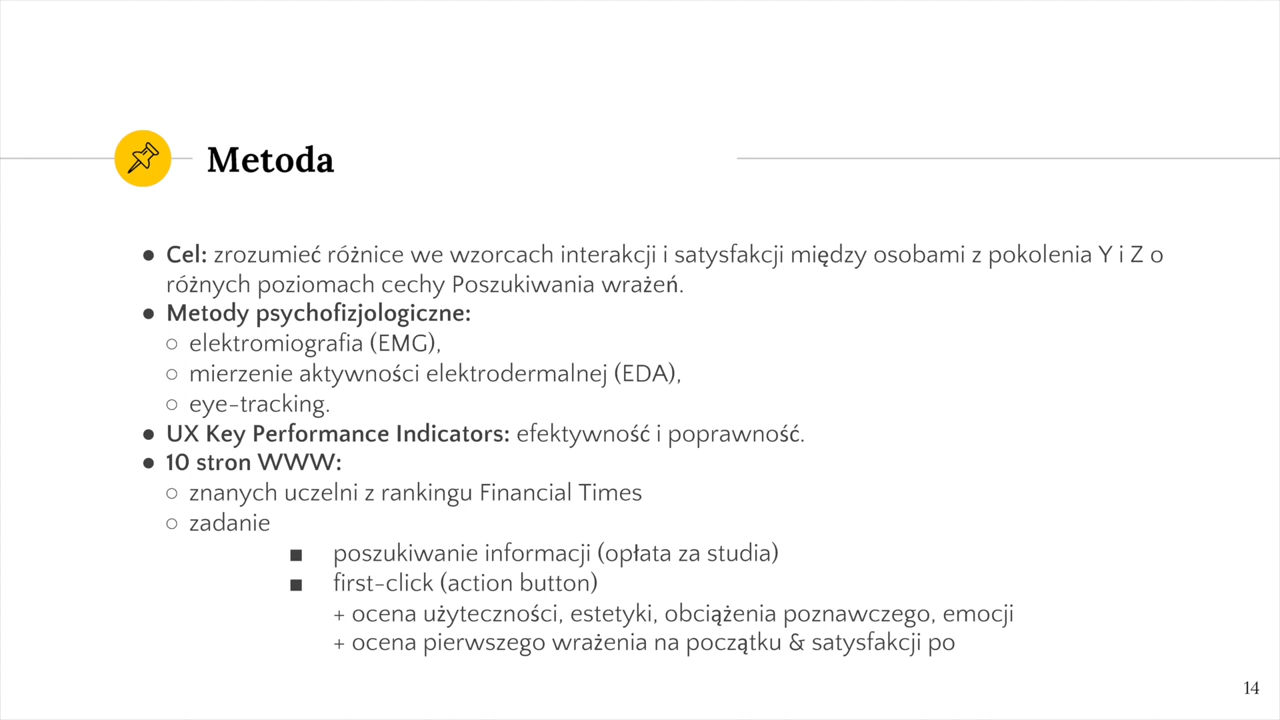 Metoda
● Cel: zrozumieć różnice we wzorcach interakcji i satysfakcji między osobami z pokolenia Y i Z o
różnych poziomach cechy Poszukiwania wrażeń.
● Metody psychofizjologiczne:
○ elektromiografia (EMG),
○ mierzenie aktywności elektrodermalnej (EDA),
○ eye-tracking.
● UX Key Performance Indicators: efektywność i poprawność.
● 10 stron WWW:
○ znanych uczelni z rankingu Financial Times
○ zadanie
■ poszukiwanie informacji (opłata za studia)
■ first-click (action button)
+ ocena użyteczności, estetyki, obciążenia poznawczego, emocji
+ ocena pierwszego wrażenia na początku & satysfakcji po
14